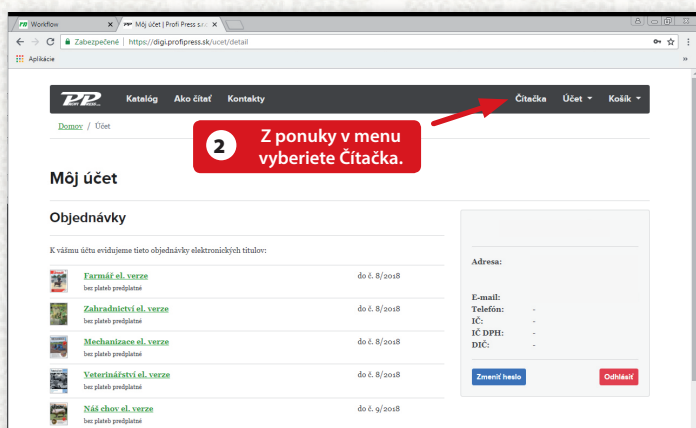 Workflow
Môj účet | Profi Press s.r.o.
Zabezpečené | https://digi.profipress.sk/ucet/detail
Aplikácie
PP
Katalóg Ako čítať Kontakty Čítačka Účet Košík
Domov / Účet
2 Z ponuky v menu
vyberiete Čítačka.
Môj účet
Objednávky
K vášmu účtu evidujeme tieto objednávky elektronických titulov:
Farmář el. verze do č. 8/2018
bez plateb predplatné
Zahradnictví el. verze do č. 8/2018
bez plateb predplatné
Mechanizace el. verze do č. 8/2018
bez plateb predplatné
Veterinářství el. verze do č. 8/2018
bez plateb predplatné
Náš chov el. verze do č. 9/2018
bez plateb predplatné
Adresa:
E-mail:
Telefón: -
IČ: -
IČ DPH: -
DIČ: -
Zmeniť heslo Odhlásiť